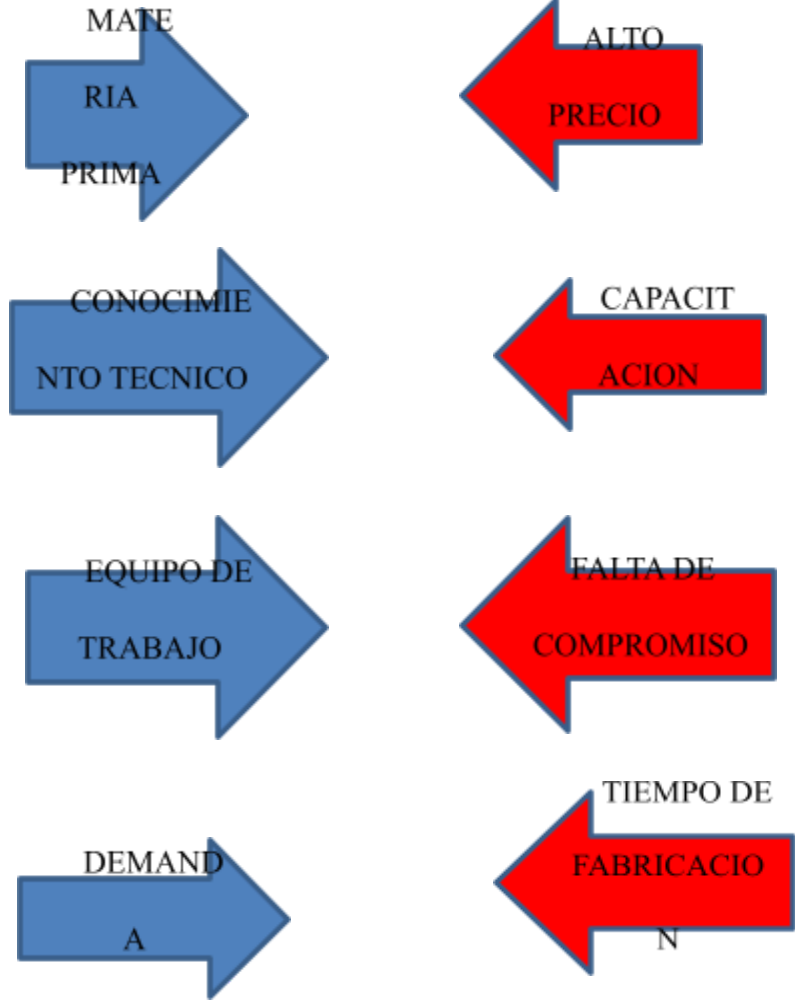 MATE
RIA
PRIMA
ALTO
PRECIO
CONOCIMIE
NTO TECNICO
CAPACIT
ACION
EQUIPO DE
TRABAJO
FALTA DE
COMPROMISO
DEMAND
A
TIEMPO DE
FABRICACIO
N